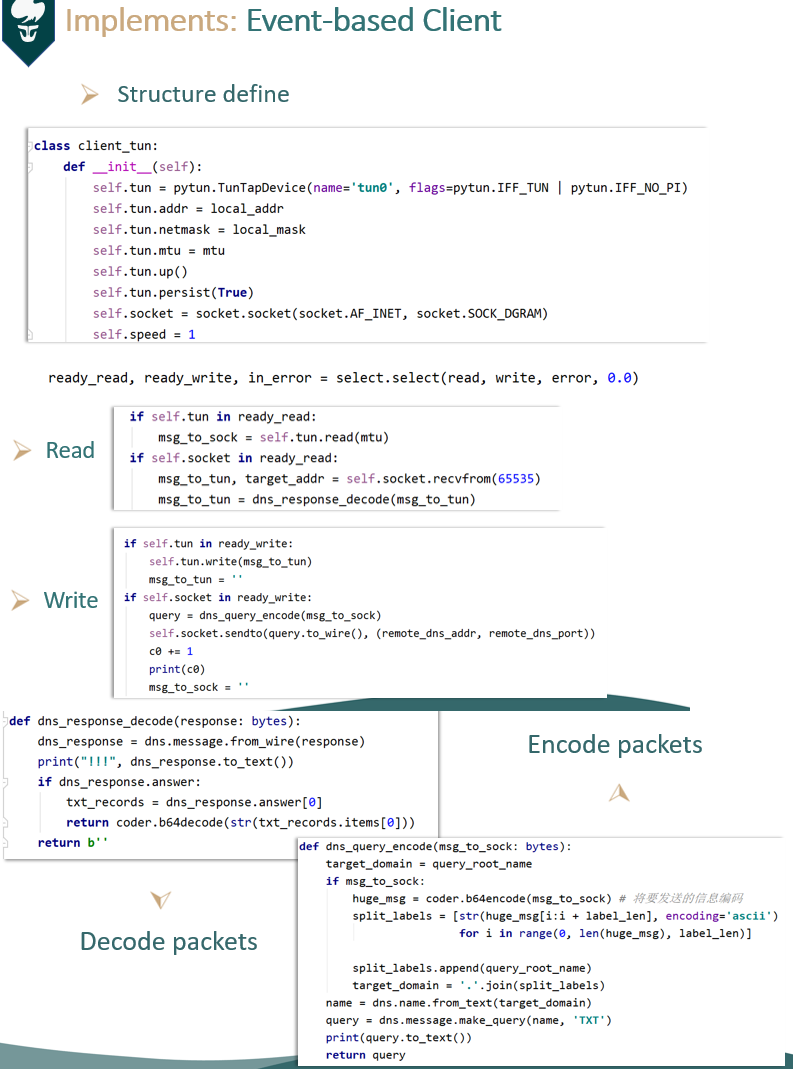 Implements: Event-based Client
Structure define
class client_tun:
def __init__(self):
self.tun = pytun.TunTapDevice(name='tun0', flags=pytun.IFF_TUN | pytun.IFF_NO_PI)
self.tun.addr = local_addr
self.tun.netmask = local_mask
self.tun.mtu = mtu
self.tun.up()
self.tun.persist(True)
self.socket = socket.socket(socket.AF_INET, socket.SOCK_DGRAM)
self.speed = 1
ready_read, ready_write, in_error = select.select(read, write, error, 0.0)
Read
if self.tun in ready_read:
msg_to_sock = self.tun.read(mtu)
if self.socket in ready_read:
msg_to_tun, target_addr = self.socket.recvfrom(65535)
msg_to_tun = dns_response_decode(msg_to_tun)
Write
if self.tun in ready_write:
self.tun.write(msg_to_tun)
msg_to_tun = ''
if self.socket in ready_write:
query = dns_query_encode(msg_to_sock)
self.socket.sendto(query.to_wire(), (remote_dns_addr, remote_dns_port))
c0 += 1
print(c0)
msg_to_sock = ''
def dns_response_decode(response: bytes):
dns_response = dns.message.from_wire(response)
print("!!!", dns_response.to_text())
if dns_response.answer:
txt_records = dns_response.answer[0]
return coder.b64decode(str(txt_records.items[0]))
return b''
Decode packets
Encode packets
def dns_query_encode(msg_to_sock: bytes):
target_domain = query_root_name
if msg_to_sock:
huge_msg = coder.b64encode(msg_to_sock) # 将要发送的信息编码
split_labels = [str(huge_msg[i:i + label_len], encoding='ascii')
for i in range(0, len(huge_msg), label_len)]
split_labels.append(query_root_name)
target_domain = '.'.join(split_labels)
name = dns.name.from_text(target_domain)
query = dns.message.make_query(name, 'TXT')
print(query.to_text())
return query